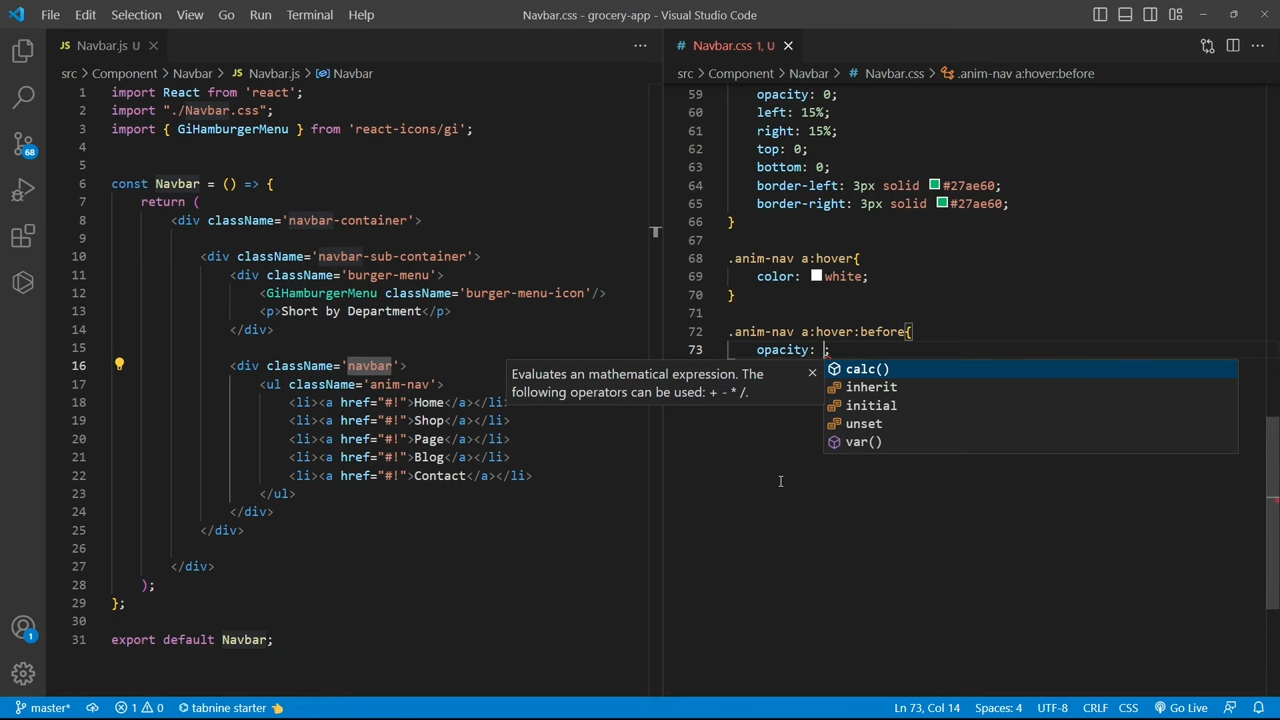 File Edit Selection View Go Run Terminal Help
Navbar.css - grocery-app - Visual Studio Code
JS Navbar.js U
src > Component > Navbar > JS Navbar.js > Navbar
1 import React from 'react';
2 import "./Navbar.css";
3 import { GiHamburgerMenu } from 'react-icons/gi';
4
5
6 const Navbar = () => {
7 return (
8 <div className='navbar-container'>
9
10 <div className='navbar-sub-container'>
11 <div className='burger-menu'>
12 <GiHamburgerMenu className='burger-menu-icon'/>
13 <p>Short by Department</p>
14 </div>
15
16 <div className='navbar'>
17 <ul className='anim-nav'>
18 <li><a href="#!">Home</a></li>
19 <li><a href="#!">Shop</a></li>
20 <li><a href="#!">Page</a></li>
21 <li><a href="#!">Blog</a></li>
22 <li><a href="#!">Contact</a></li>
23 </ul>
24 </div>
25 </div>
26
27 </div>
28 );
29 };
30
31 export default Navbar;
# Navbar.css 1, U
src > Component > Navbar > # Navbar.css > .anim-nav a:hover:before
59 opacity: 0;
60 left: 15%;
61 right: 15%;
62 top: 0;
63 bottom: 0;
64 border-left: 3px solid #27ae60;
65 border-right: 3px solid #27ae60;
66 }
67
68 .anim-nav a:hover{
69 color: white;
70 }
71
72 .anim-nav a:hover:before{
73 opacity: ;
Evaluates an mathematical expression. The
following operators can be used: + - * /.
calc()
inherit
initial
unset
var()
68
1
master* 1 0 tabnine starter Ln 73, Col 14 Spaces: 4 UTF-8 CRLF CSS Go Live